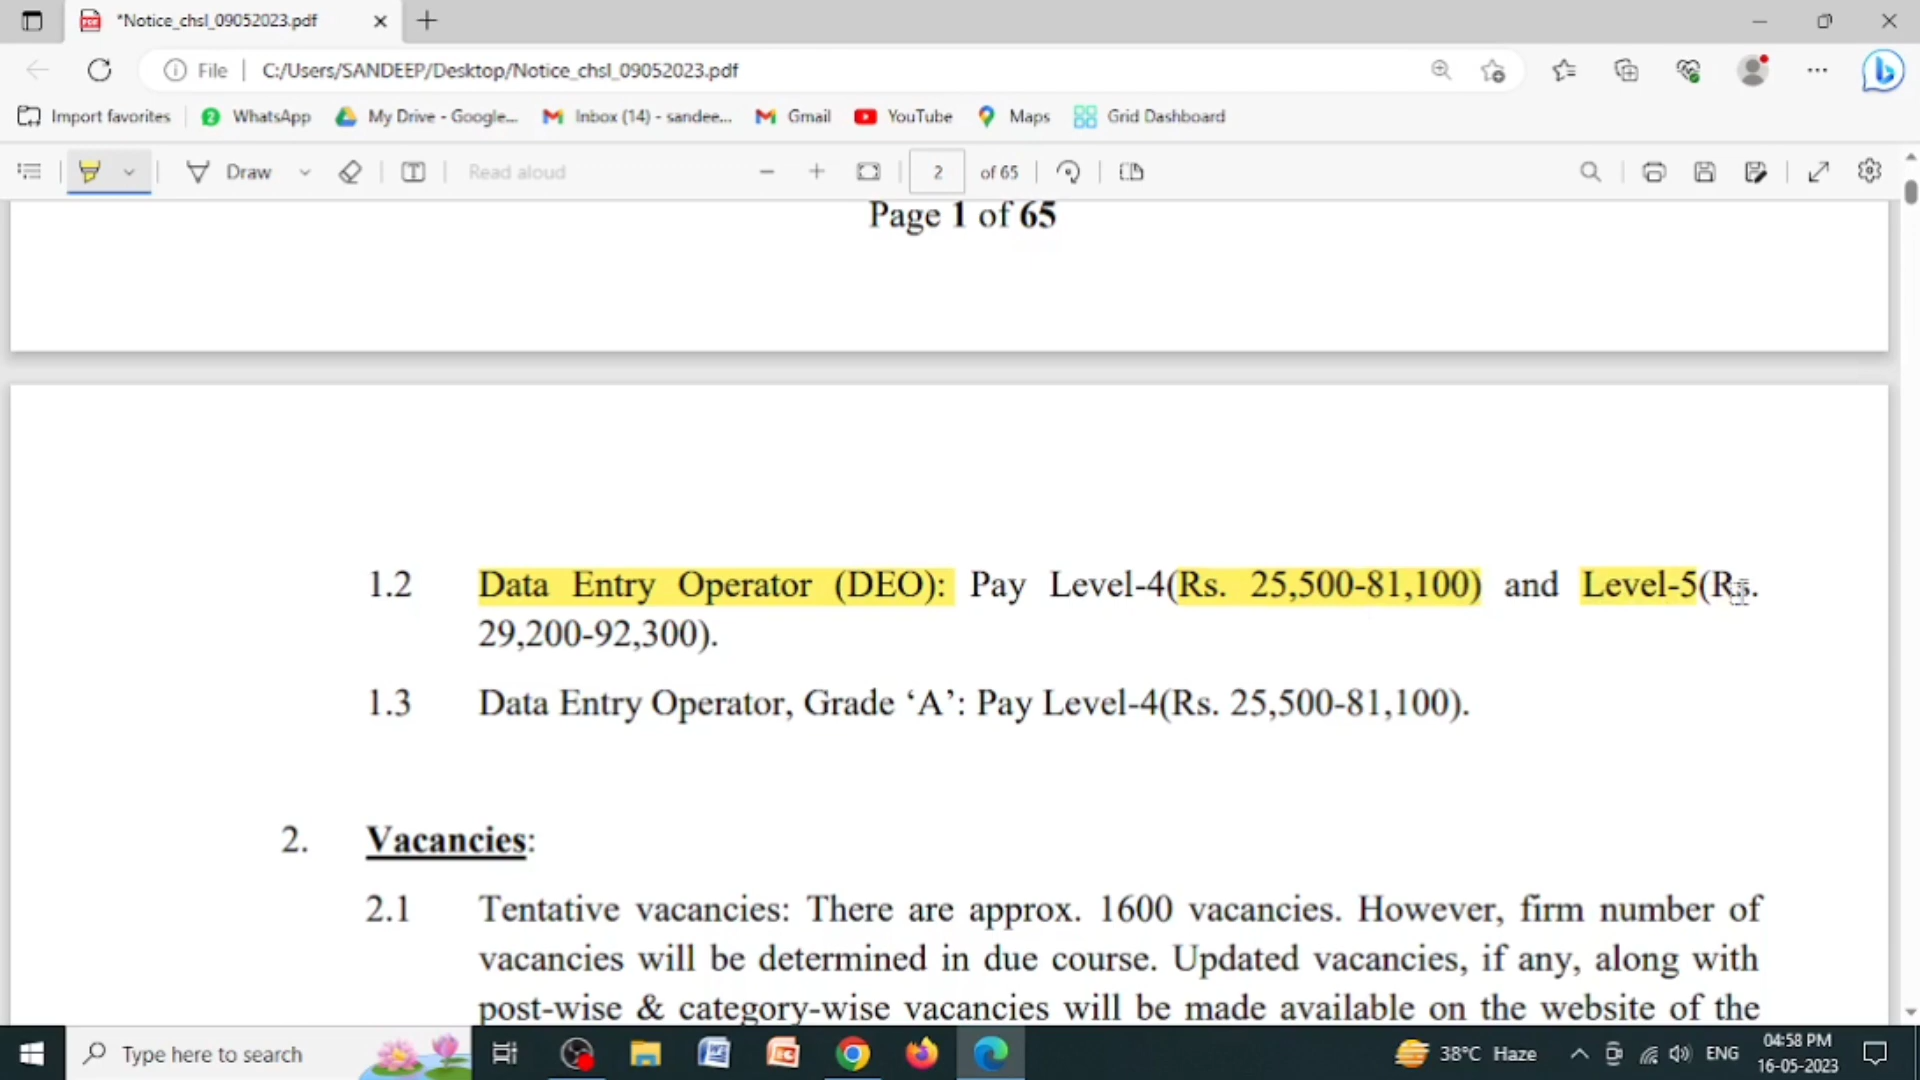 *Notice_chsl_09052023.pdf
File
C:/Users/SANDEEP/Desktop/Notice_chsl_09052023.pdf
Import favorites
WhatsApp
My Drive - Google...
Inbox (14) - sandee...
Gmail
YouTube
Maps
Grid Dashboard
Draw
Read aloud
2
of 65
Page 1 of 65
1.2 Data Entry Operator (DEO): Pay Level-4(Rs. 25,500-81,100) and Level-5(Rs.
29,200-92,300).
1.3 Data Entry Operator, Grade ‘A’: Pay Level-4(Rs. 25,500-81,100).
2. Vacancies:
2.1 Tentative vacancies: There are approx. 1600 vacancies. However, firm number of
vacancies will be determined in due course. Updated vacancies, if any, along with
post-wise & category-wise vacancies will be made available on the website of the
Type here to search
38°C Haze
ENG
04:58 PM
16-05-2023